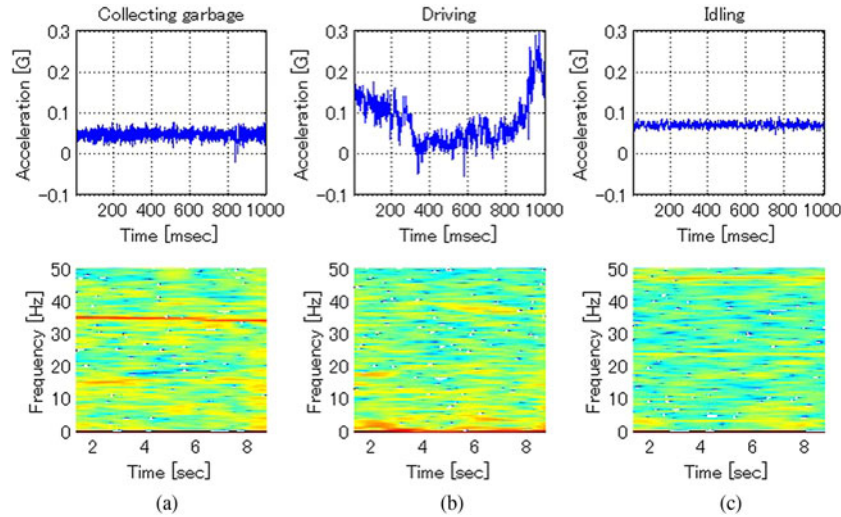 Collecting garbage
Driving
Idling
Acceleration [G]
0.3
0.2
0.1
0
-0.1
200 400 600 800 1000
Time [msec]
Acceleration [G]
0.3
0.2
0.1
0
-0.1
200 400 600 800 1000
Time [msec]
Acceleration [G]
0.3
0.2
0.1
0
-0.1
200 400 600 800 1000
Time [msec]
Frequency [Hz]
50
40
30
20
10
0
2 4 6 8
Time [sec]
Frequency [Hz]
50
40
30
20
10
0
2 4 6 8
Time [sec]
Frequency [Hz]
50
40
30
20
10
0
2 4 6 8
Time [sec]
(a)
(b)
(c)